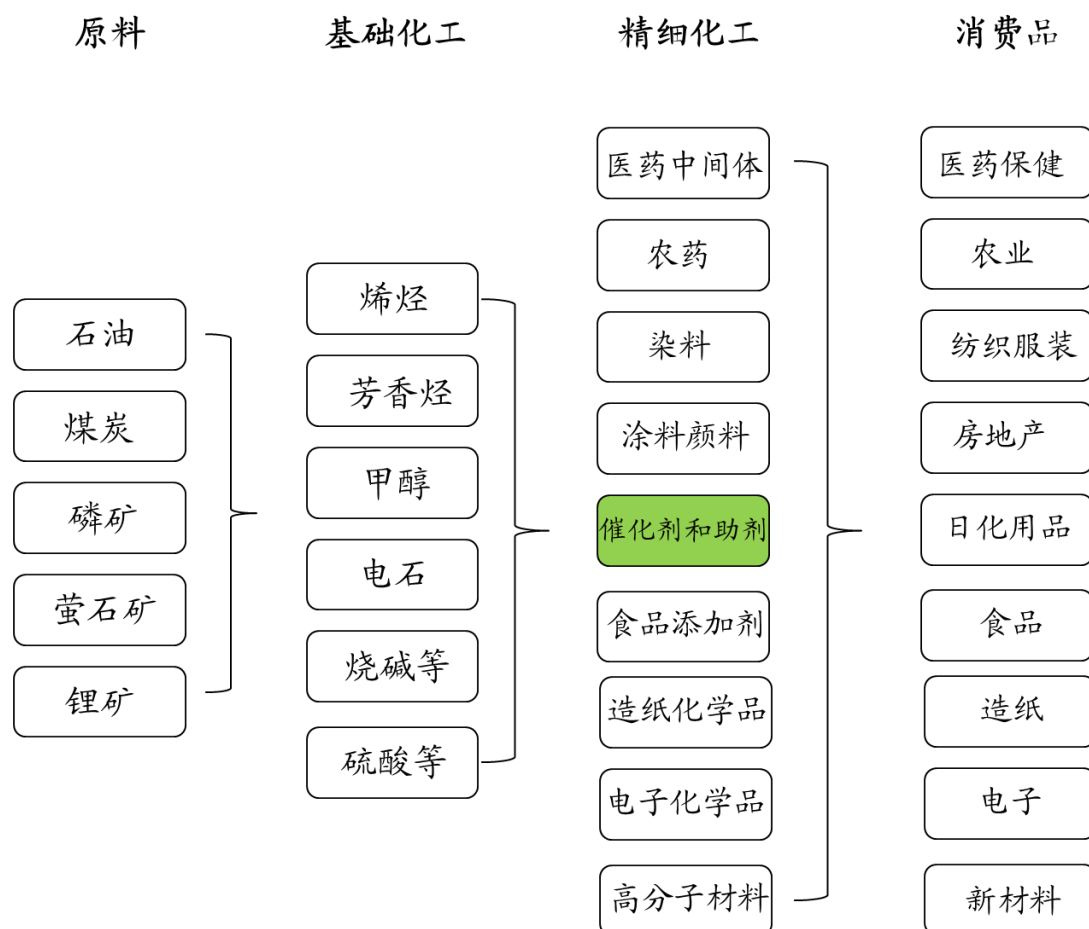 原料
基础化工
精细化工
消费品
石油
煤炭
磷矿
萤石矿
锂矿
烯烃
芳香烃
甲醇
电石
烧碱等
硫酸等
医药中间体
农药
染料
涂料颜料
催化剂和助剂
食品添加剂
造纸化学品
电子化学品
高分子材料
医药保健
农业
纺织服装
房地产
日化用品
食品
造纸
电子
新材料